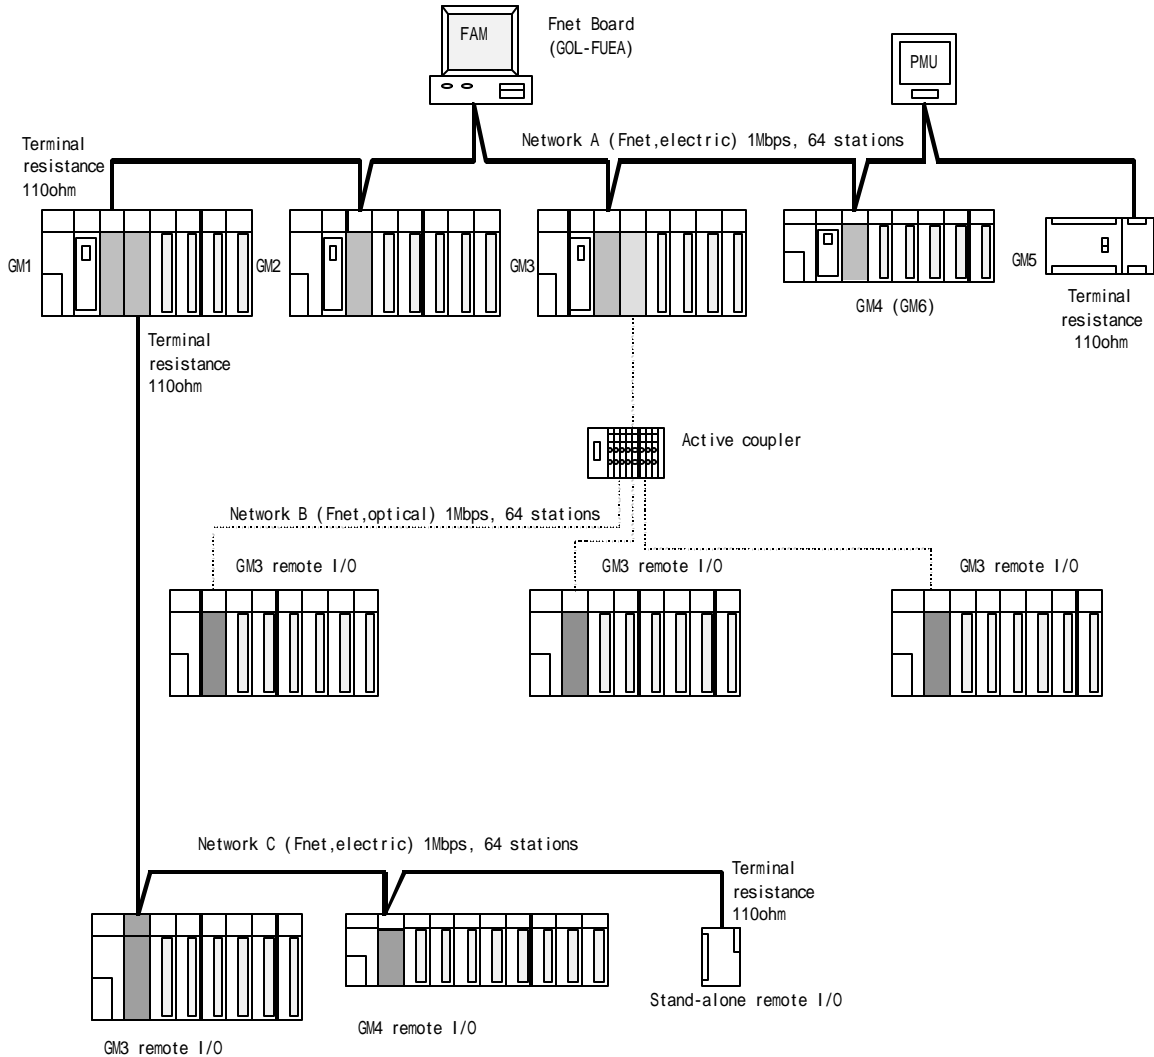 FAM
Fnet Board
(GOL-FUEA)
PMU
Terminal
resistance
110ohm
Network A (Fnet,electric) 1Mbps, 64 stations
GM1
GM2
GM3
GM4 (GM6)
GM5
Terminal
resistance
110ohm
Terminal
resistance
110ohm
Active coupler
Network B (Fnet,optical) 1Mbps, 64 stations
GM3 remote I/O
GM3 remote I/O
GM3 remote I/O
Network C (Fnet,electric) 1Mbps, 64 stations
Terminal
resistance
110ohm
Stand-alone remote I/O
GM4 remote I/O
GM3 remote I/O